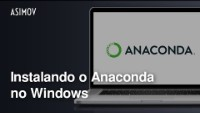 ASIMOV
ANACONDA
Instalando o Anaconda
no Windows